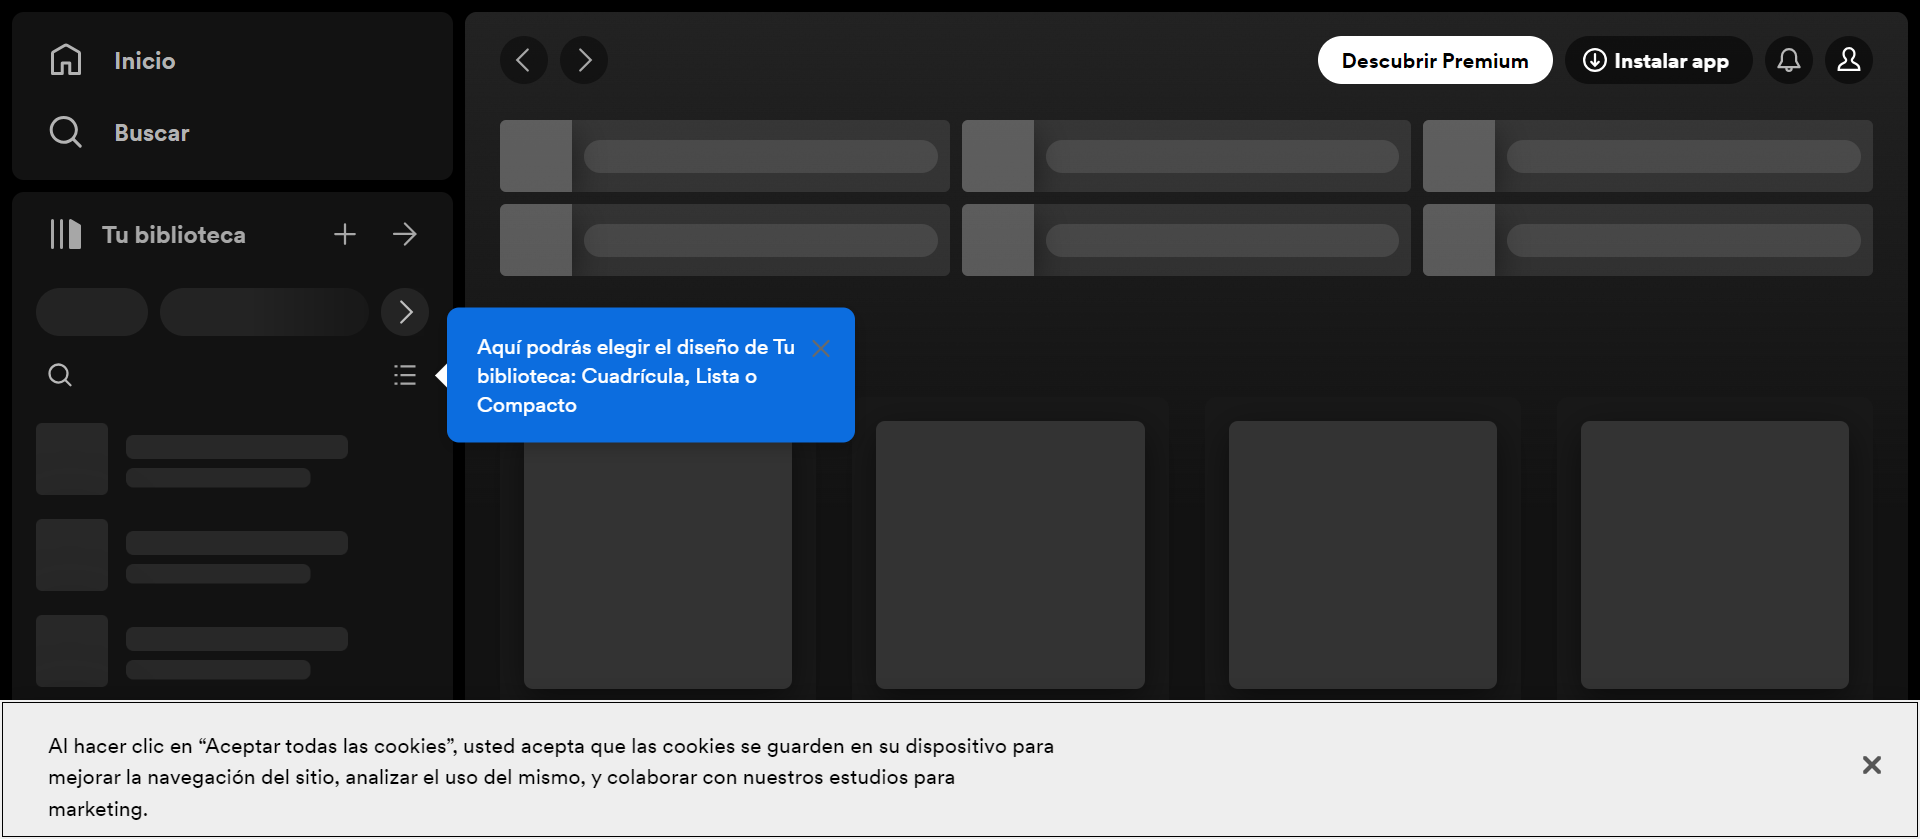 Inicio
Buscar
Tu biblioteca
Descubrir Premium
Instalar app
Aquí podrás elegir el diseño de Tu
biblioteca: Cuadrícula, Lista o
Compacto
Al hacer clic en “Aceptar todas las cookies”, usted acepta que las cookies se guarden en su dispositivo para
mejorar la navegación del sitio, analizar el uso del mismo, y colaborar con nuestros estudios para
marketing.